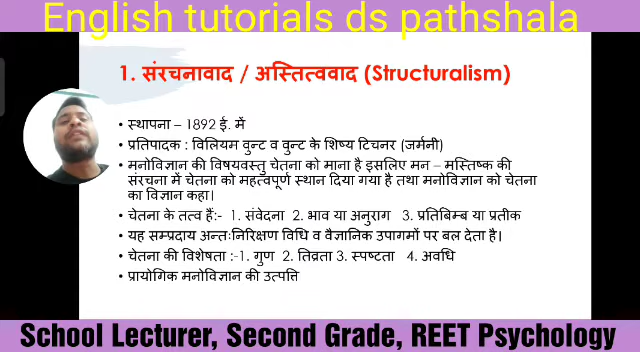 English tutorials ds pathshala
1. संरचनावाद / अस्तित्ववाद (Structuralism)
• स्थापना – 1892 ई. में
• प्रतिपादक : विलियम वुन्ट व वुन्ट के शिष्य टिचनर (जर्मनी)
• मनोविज्ञान की विषयवस्तु चेतना को माना है इसलिए मन – मस्तिष्क की
संरचना में चेतना को महत्वपूर्ण स्थान दिया गया है तथा मनोविज्ञान को चेतना
का विज्ञान कहा।
• चेतना के तत्व हैं:- 1. संवेदना 2. भाव या अनुराग 3. प्रतिबिम्ब या प्रतीक
• यह सम्प्रदाय अन्तःनिरिक्षण विधि व वैज्ञानिक उपागमों पर बल देता है।
• चेतना की विशेषता :-1. गुण 2. तिव्रता 3. स्पष्टता 4. अवधि
• प्रायोगिक मनोविज्ञान की उत्पत्ति
School Lecturer, Second Grade, REET Psychology